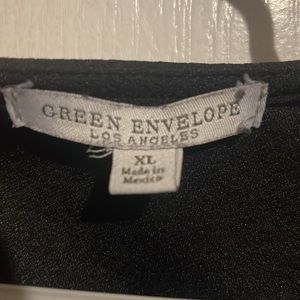 GREEN ENVELOPE
LOS ANGELES
XL
Made in
Mexico